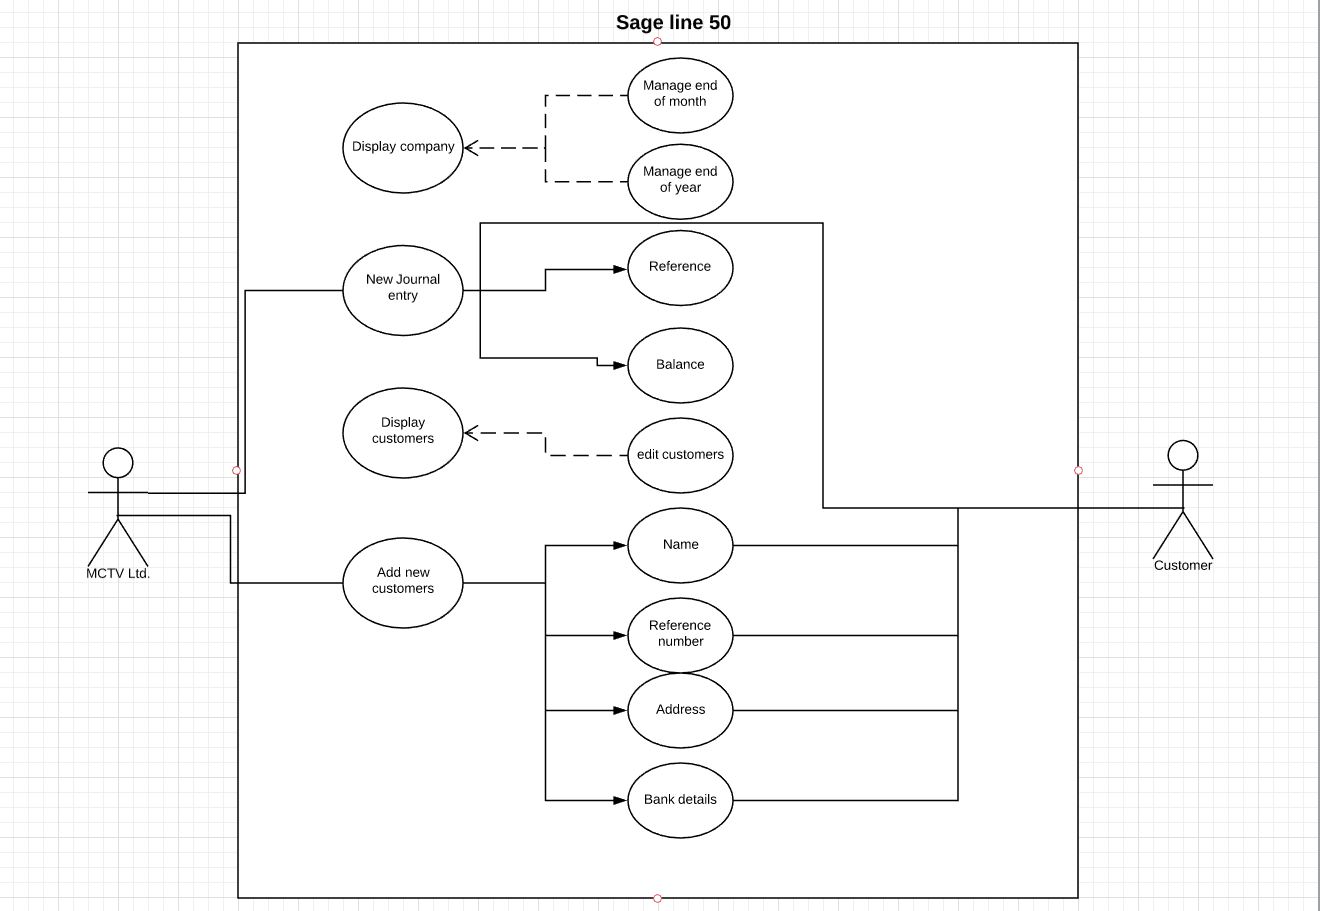 Sage line 50
Manage end
of month
Display company
Manage end
of year
New Journal
entry
Reference
Balance
Display
customers
edit customers
Name
MCTV Ltd.
Customer
Add new
customers
Reference
number
Address
Bank details